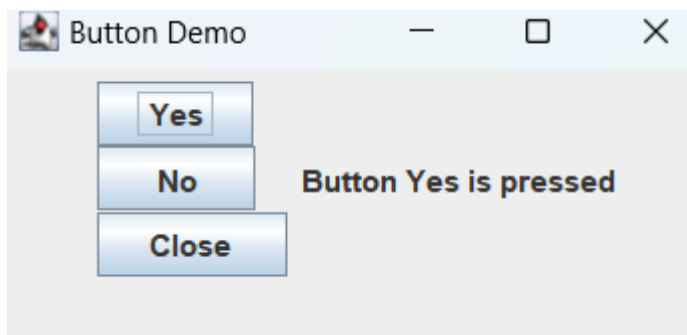 Button Demo
Yes
No
Button Yes is pressed
Close